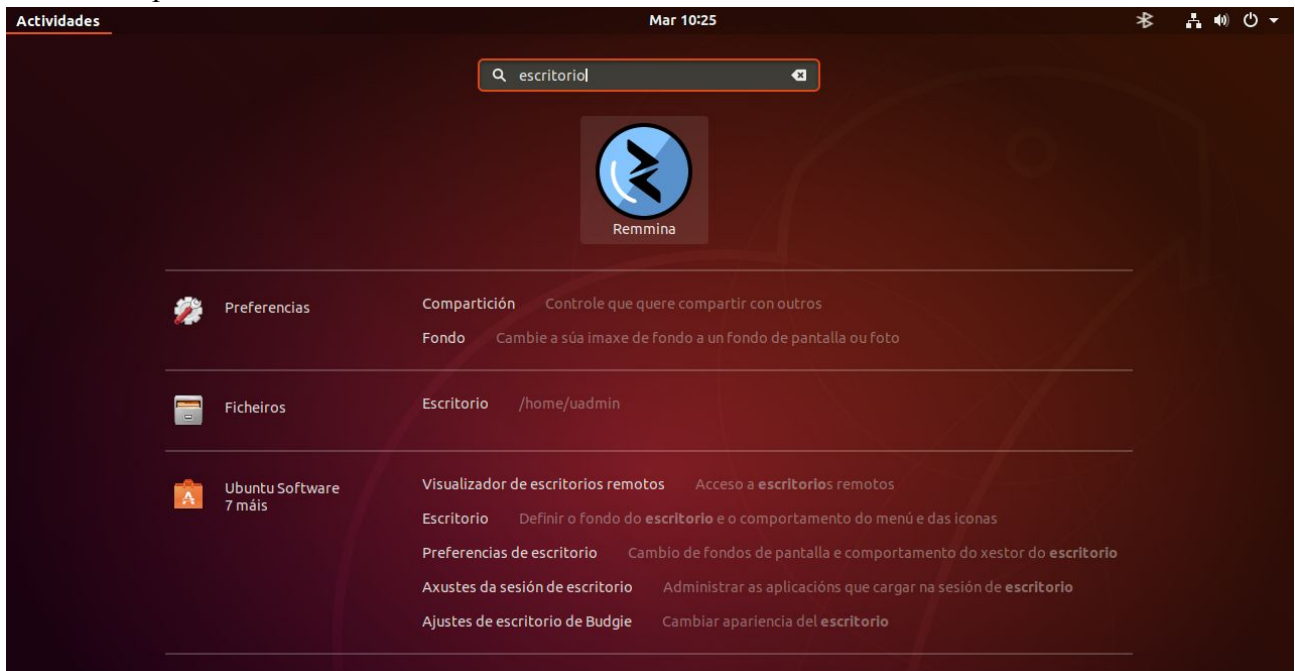 Actividades Mar 10:25
escritorio
Remmina
Preferencias
Compartición Controle que quere compartir con outros
Fondo Cambie a súa imaxe de fondo a un fondo de pantalla ou foto
Ficheiros
Escritorio /home/uadmin
Ubuntu Software
7 máis
Visualizador de escritorios remotos Acceso a escritorios remotos
Escritorio Definir o fondo do escritorio e o comportamento do menú e das iconas
Preferencias de escritorio Cambio de fondos de pantalla e comportamento do xestor do escritorio
Axustes da sesión de escritorio Administrar as aplicacións que cargar na sesión de escritorio
Ajustes de escritorio de Budgie Cambiar apariencia del escritorio